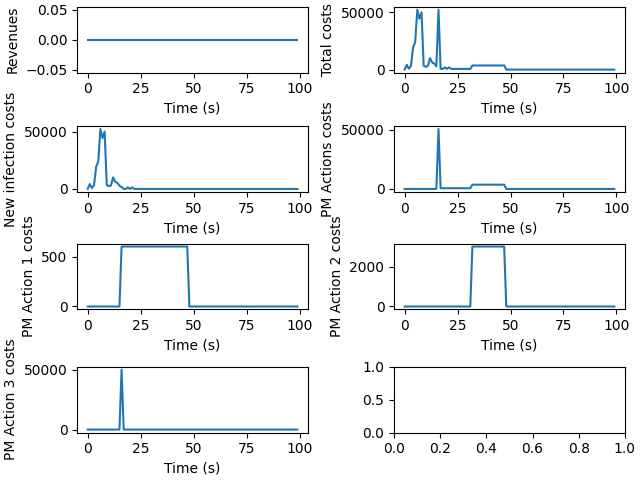 Revenues
0.05
0.00
−0.05
0 25 50 75 100
Time (s)
Total costs
50000
0
0 25 50 75 100
Time (s)
New infection costs
50000
0
0 25 50 75 100
Time (s)
PM Actions costs
50000
0
0 25 50 75 100
Time (s)
PM Action 1 costs
500
0
0 25 50 75 100
Time (s)
PM Action 2 costs
2000
0
0 25 50 75 100
Time (s)
PM Action 3 costs
50000
0
0 25 50 75 100
Time (s)
1.0
0.5
0.0
0.0 0.2 0.4 0.6 0.8 1.0